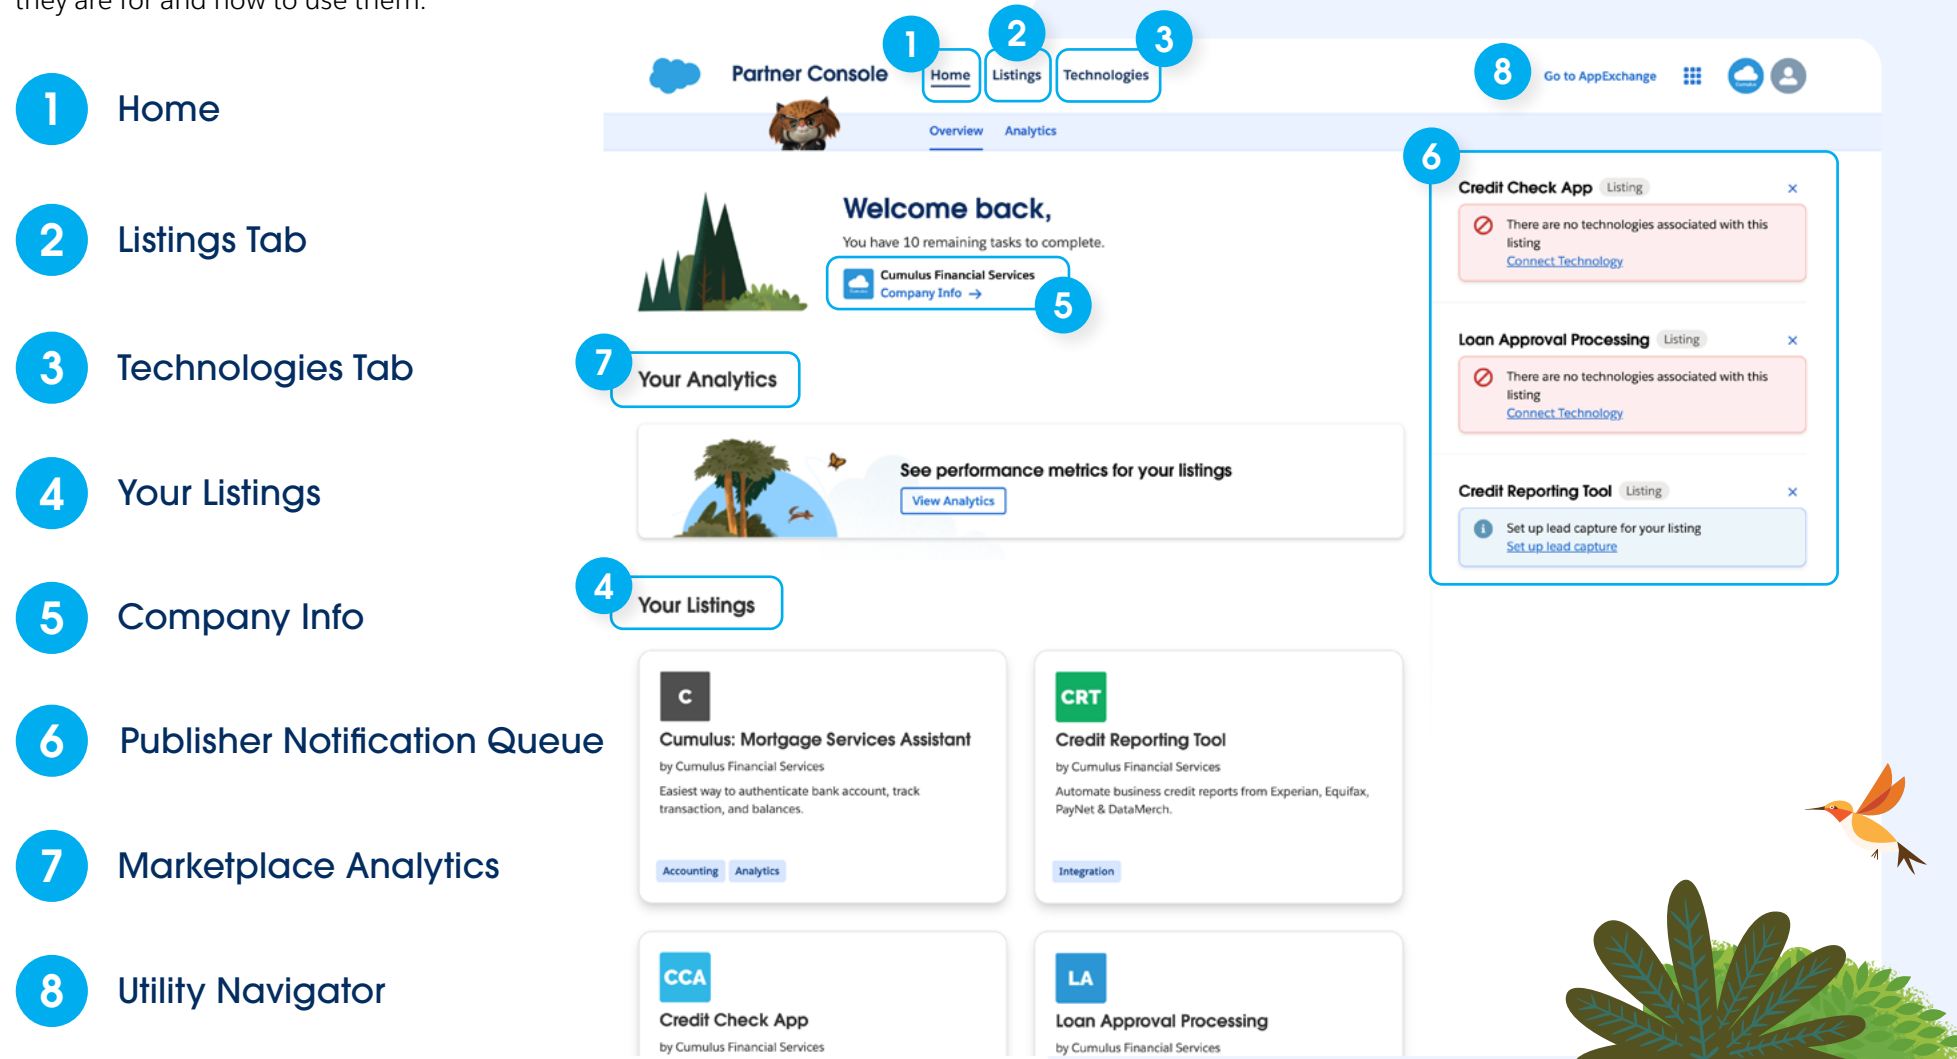 they are for and how to use them.
1 Home
2 Listings Tab
3 Technologies Tab
4 Your Listings
5 Company Info
6 Publisher Notification Queue
7 Marketplace Analytics
8 Utility Navigator
Partner Console
1 Home
2 Listings
3 Technologies
8 Go to AppExchange
Overview Analytics
Welcome back,
You have 10 remaining tasks to complete.
Cumulus Financial Services
Company Info →
5
7
Your Analytics
See performance metrics for your listings
View Analytics
4
Your Listings
C
Cumulus: Mortgage Services Assistant
by Cumulus Financial Services
Easiest way to authenticate bank account, track
transaction, and balances.
Accounting Analytics
CRT
Credit Reporting Tool
by Cumulus Financial Services
Automate business credit reports from Experian, Equifax,
PayNet & DataMerch.
Integration
CCA
Credit Check App
by Cumulus Financial Services
LA
Loan Approval Processing
by Cumulus Financial Services
6
Credit Check App Listing ×
There are no technologies associated with this
listing
Connect Technology
Loan Approval Processing Listing ×
There are no technologies associated with this
listing
Connect Technology
Credit Reporting Tool Listing ×
Set up lead capture for your listing
Set up lead capture